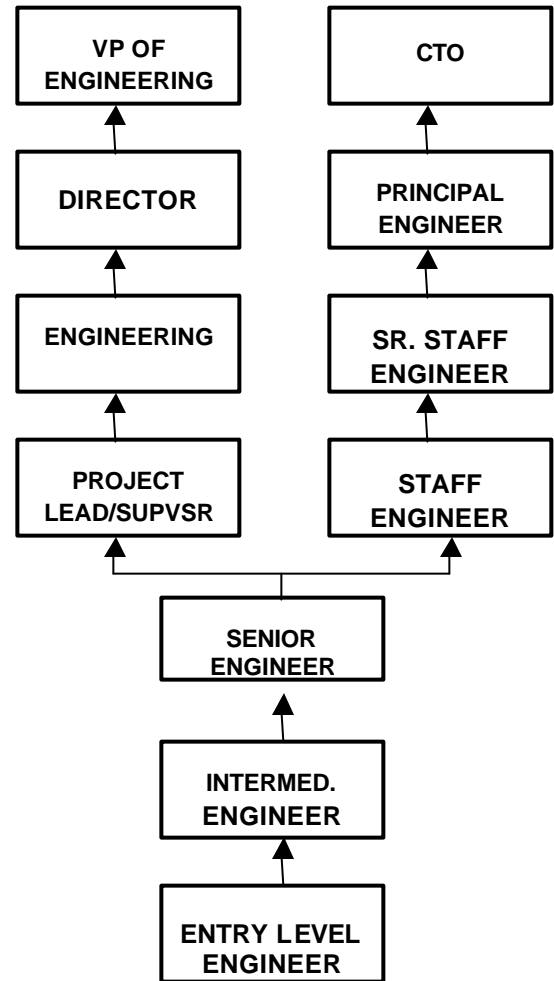 VP OF
ENGINEERING
CTO
DIRECTOR
PRINCIPAL
ENGINEER
ENGINEERING
SR. STAFF
ENGINEER
PROJECT
LEAD/SUPVSR
STAFF
ENGINEER
SENIOR
ENGINEER
INTERMED.
ENGINEER
ENTRY LEVEL
ENGINEER